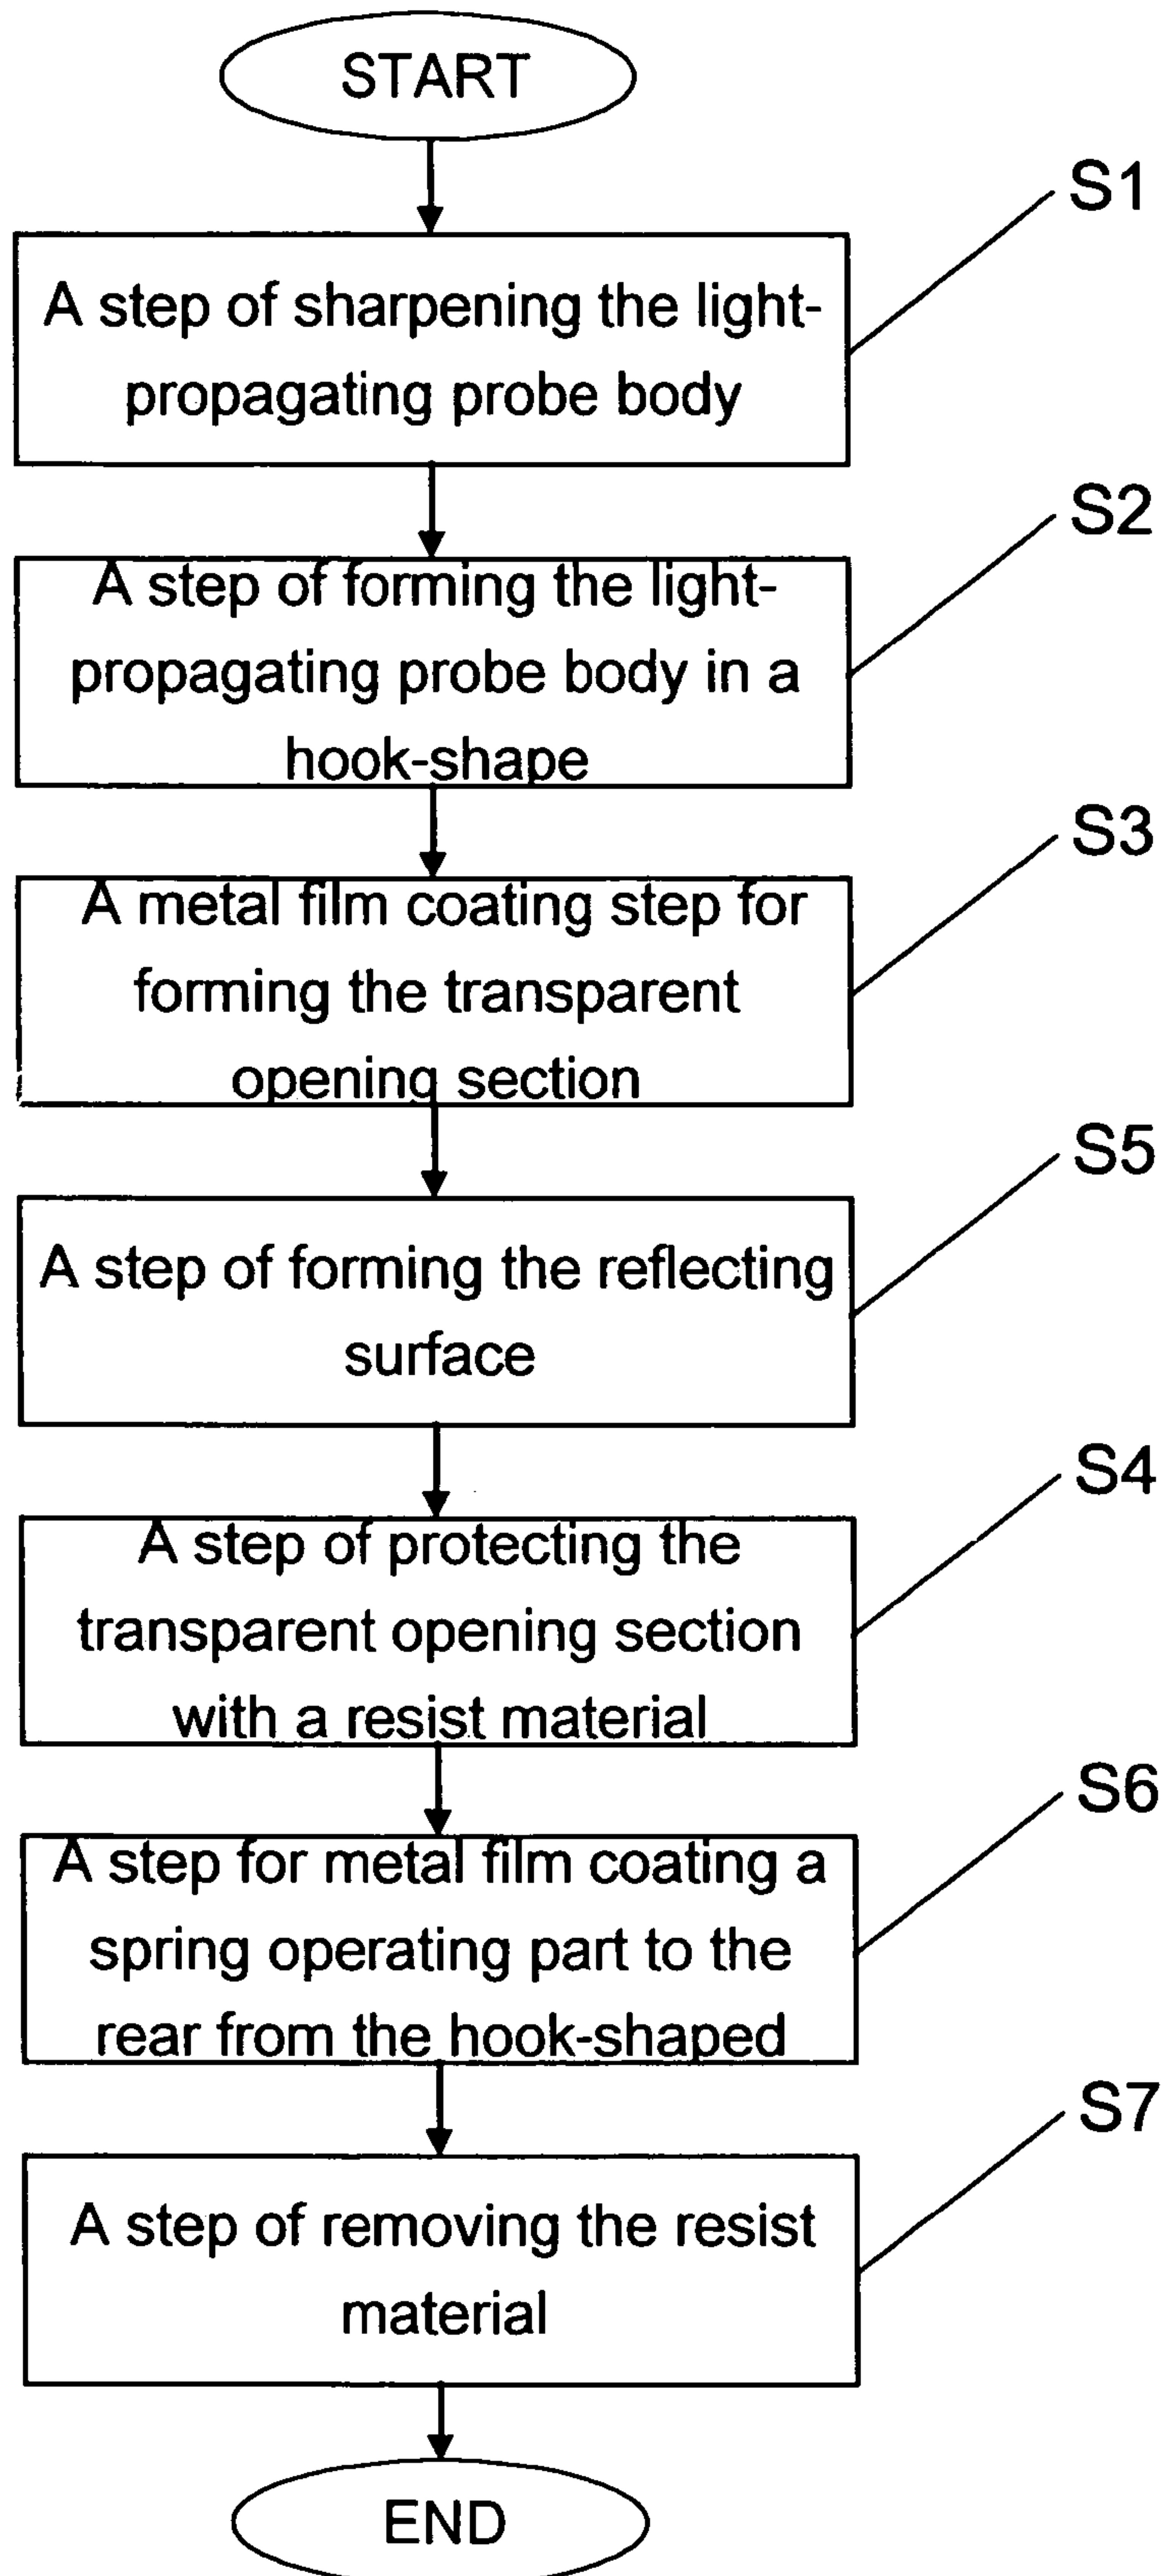 START
S1
A step of sharpening the light-
propagating probe body
S2
A step of forming the light-
propagating probe body in a
hook-shape
S3
A metal film coating step for
forming the transparent
opening section
S5
A step of forming the reflecting
surface
S4
A step of protecting the
transparent opening section
with a resist material
S6
A step for metal film coating a
spring operating part to the
rear from the hook-shaped
S7
A step of removing the resist
material
END